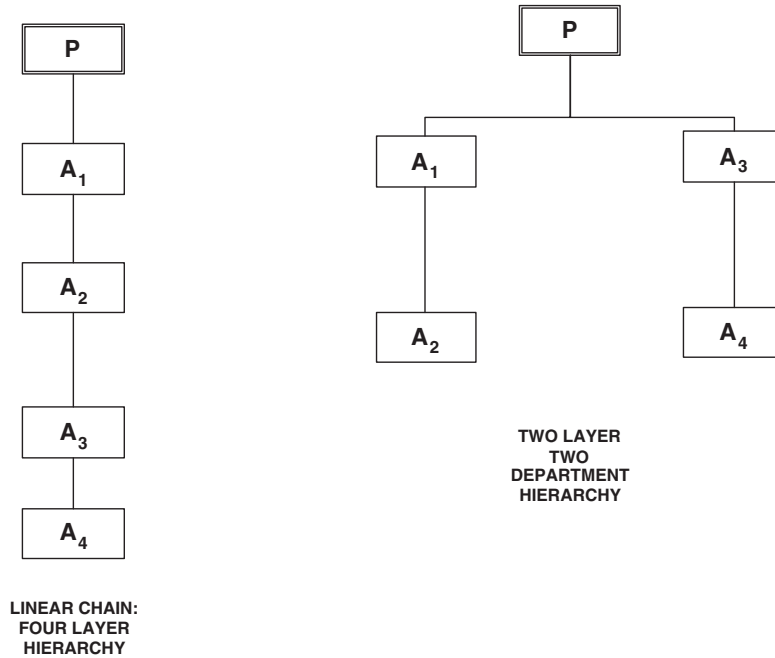 P
A1
A2
A3
A4
LINEAR CHAIN:
FOUR LAYER
HIERARCHY
P
A1
A3
A2
A4
TWO LAYER
TWO
DEPARTMENT
HIERARCHY